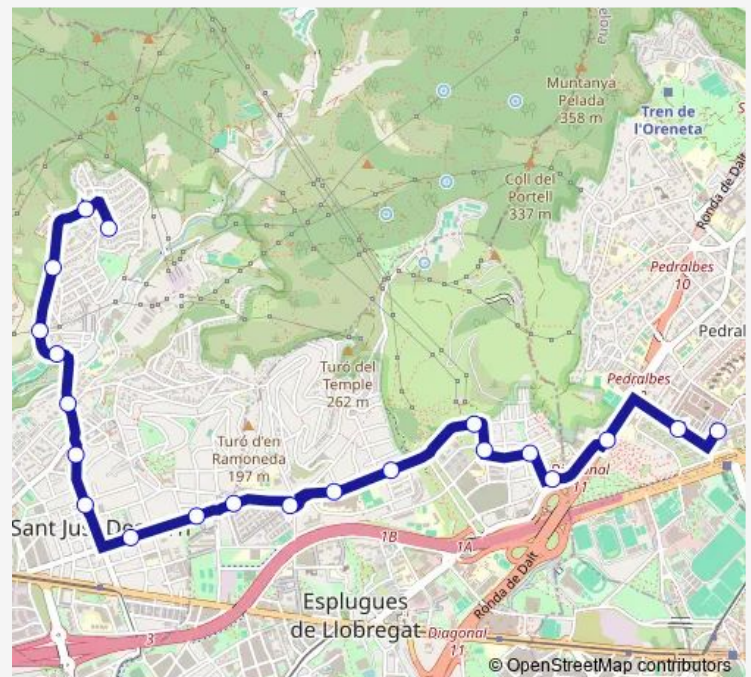 Muntanya
Pelada
358 m
Tren de
l'Oreneta
Coll del
Portell
337 m
Ronda de Dalt
Pedralbes
10
Pedral
Turó del
Temple
262 m
Pedralbes
Turó d'en
Ramoneda
197 m
Diagonal
11
Sant Jus
1B
1A
Ronda de Dalt
Esplugues
de Llobregat
Diagonal
11
3
© OpenStreetMap contributors